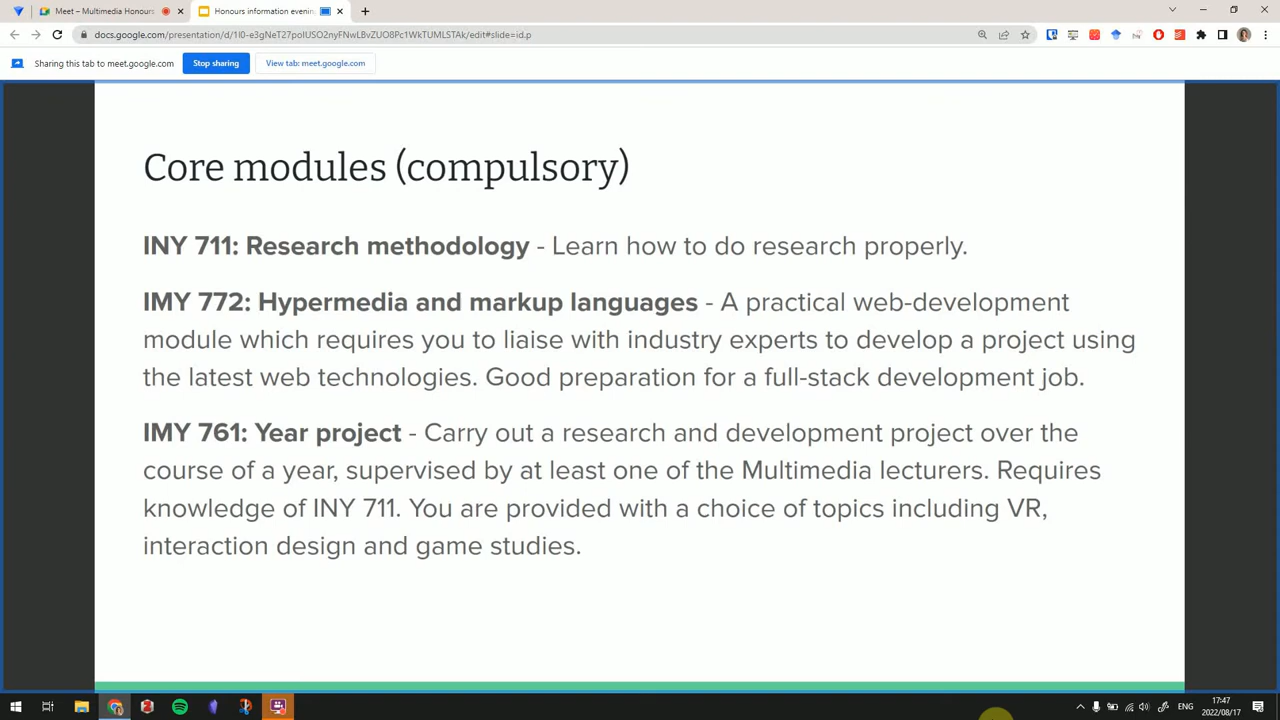 Meet – Multimedia Honours
Honours information evenin
docs.google.com/presentation/d/1I0-e3gNeT27polUSO2nyFNwLBvZUO8Pc1WkTUMLSTAk/edit#slide=id.p
Sharing this tab to meet.google.com
Stop sharing
View tab: meet.google.com
Core modules (compulsory)
INY 711: Research methodology - Learn how to do research properly.
IMY 772: Hypermedia and markup languages - A practical web-development
module which requires you to liaise with industry experts to develop a project using
the latest web technologies. Good preparation for a full-stack development job.
IMY 761: Year project - Carry out a research and development project over the
course of a year, supervised by at least one of the Multimedia lecturers. Requires
knowledge of INY 711. You are provided with a choice of topics including VR,
interaction design and game studies.
ENG
17:47
2022/08/17